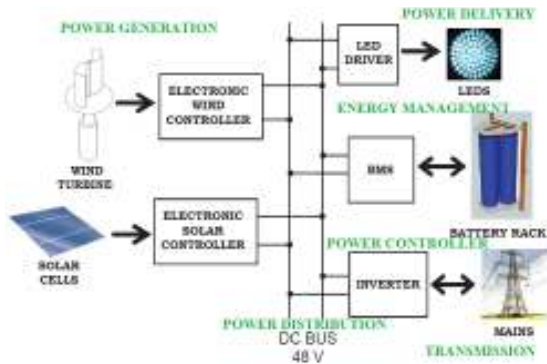 POWER GENERATION
POWER DELIVERY
LED
DRIVER
LEDS
ELECTRONIC
WIND
CONTROLLER
ENERGY MANAGEMENT
WIND
TURBINE
BMS
BATTERY RACK
ELECTRONIC
SOLAR
CONTROLLER
SOLAR
CELLS
POWER CONTROLLER
INVERTER
MAINS
POWER DISTRIBUTION
DC BUS
48 V
TRANSMISSION